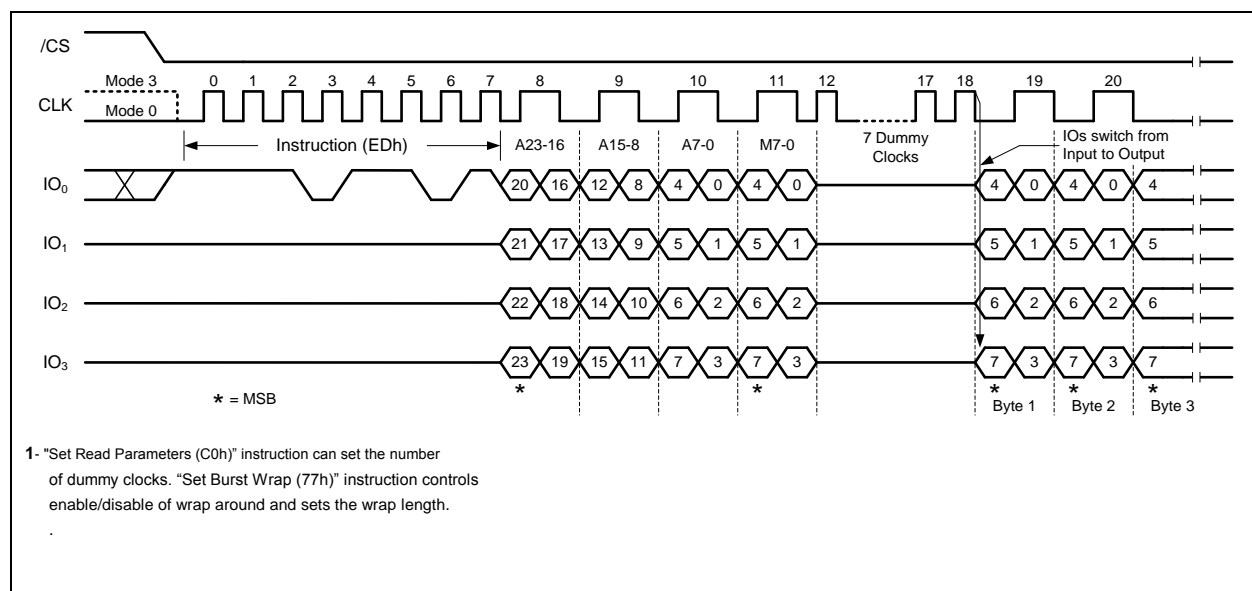 /CS
Mode 3 0 1 2 3 4 5 6 7 8 9 10 11 12 17 18 19 20
CLK
Mode 0
Instruction (EDh) A23-16 A15-8 A7-0 M7-0 7 Dummy Clocks IOs switch from Input to Output
IO0 20 16 12 8 4 0 4 0 4 0 4 0 4
IO1 21 17 13 9 5 1 5 1 5 1 5 1 5
IO2 22 18 14 10 6 2 6 2 6 2 6 2 6
IO3 23 19 15 11 7 3 7 3 7 3 7 3 7
* * * * *
* = MSB Byte 1 Byte 2 Byte 3
1- "Set Read Parameters (C0h)” instruction can set the number
of dummy clocks. “Set Burst Wrap (77h)” instruction controls
enable/disable of wrap around and sets the wrap length.
.